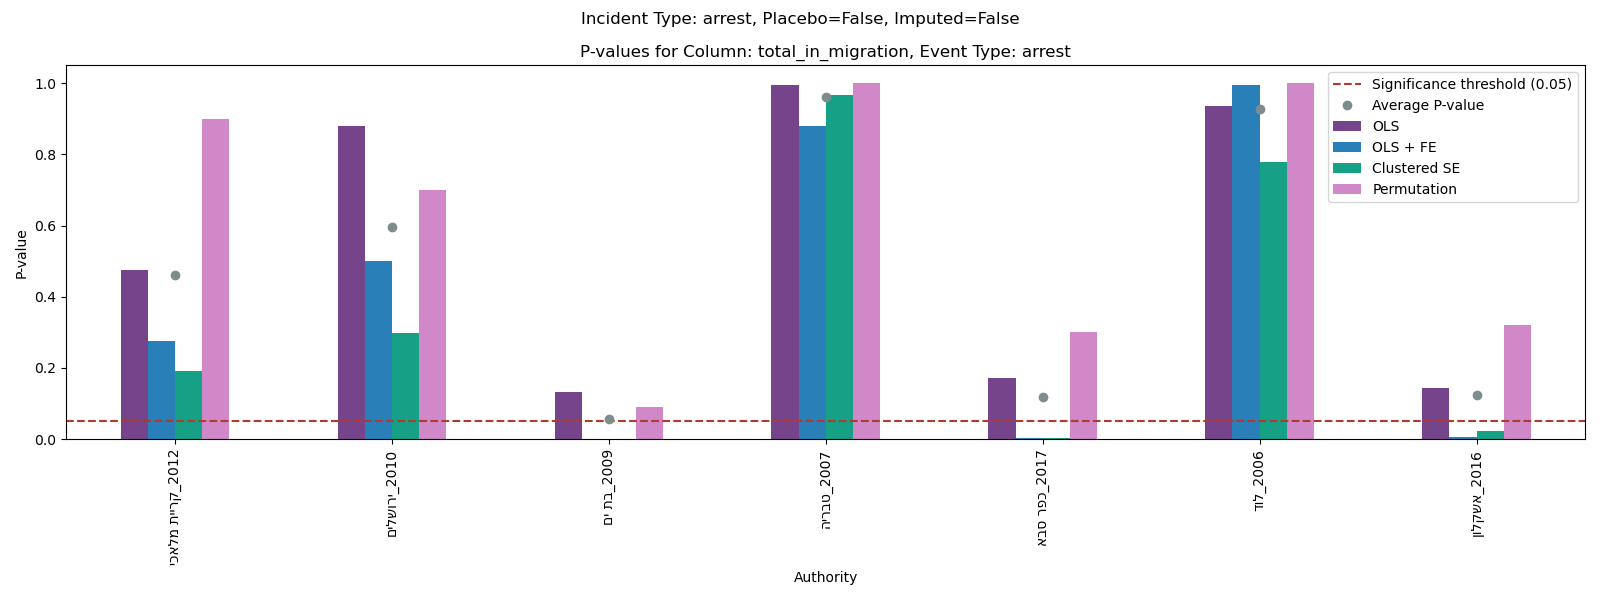 Incident Type: arrest, Placebo=False, Imputed=False
P-values for Column: total_in_migration, Event Type: arrest
Significance threshold (0.05)
Average P-value
OLS
OLS + FE
Clustered SE
Permutation
P-value
1.0
0.8
0.6
0.4
0.2
0.0
קריית מלאכי_2012
ירושלים_2010
בת ים_2009
טבריה_2007
כפר סבא_2017
לוד_2006
אשקלון_2016
Authority